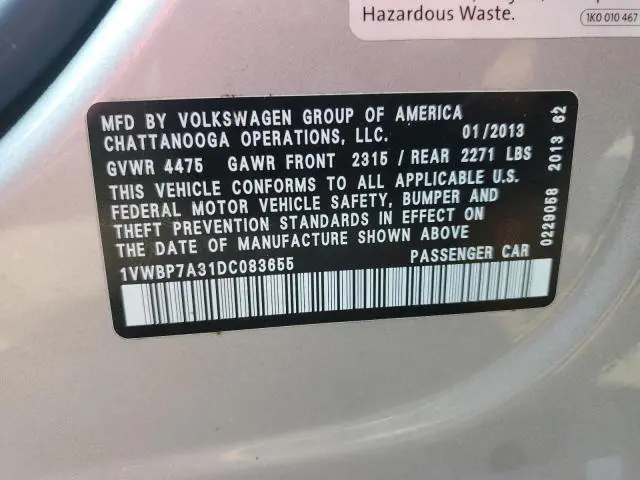 Hazardous Waste.
1K0 010 467
MFD BY VOLKSWAGEN GROUP OF AMERICA
CHATTANOOGA OPERATIONS, LLC. 01/2013
GVWR 4475 GAWR FRONT 2315 / REAR 2271 LBS
THIS VEHICLE CONFORMS TO ALL APPLICABLE U.S.
FEDERAL MOTOR VEHICLE SAFETY, BUMPER AND
THEFT PREVENTION STANDARDS IN EFFECT ON
THE DATE OF MANUFACTURE SHOWN ABOVE
1VWBP7A31DC083655 PASSENGER CAR
0229058 2013 62